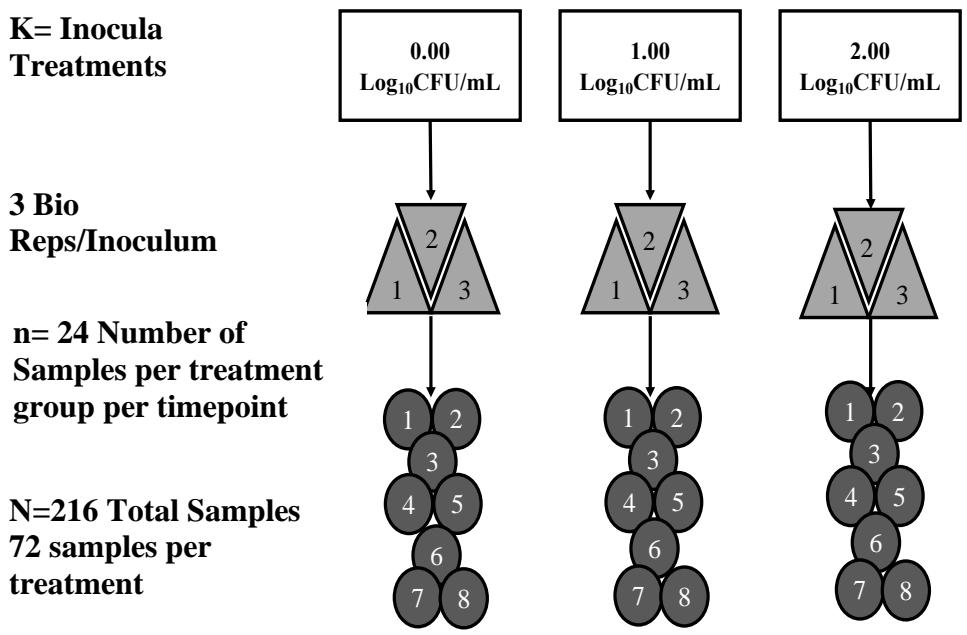 K= Inocula
Treatments
0.00
Log₁₀CFU/mL
1.00
Log₁₀CFU/mL
2.00
Log₁₀CFU/mL
3 Bio
Reps/Inoculum
1
2
3
1
2
3
1
2
3
n= 24 Number of
Samples per treatment
group per timepoint
1 2
3
4 5
6
7 8
1 2
3
4 5
6
7 8
1 2
3
4 5
6
7 8
N=216 Total Samples
72 samples per
treatment